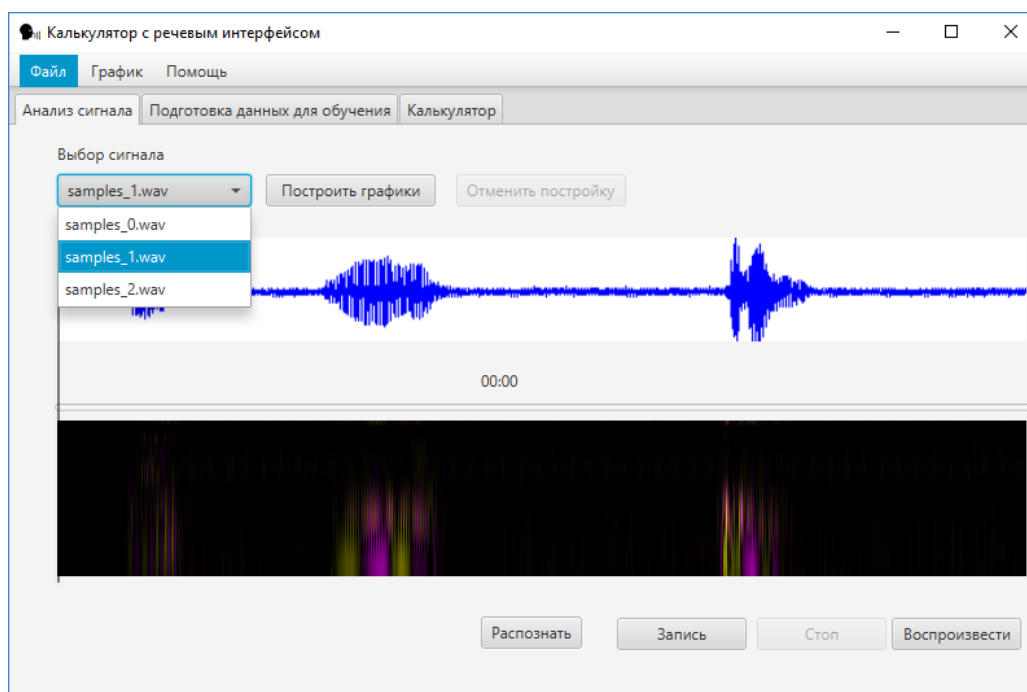 Калькулятор с речевым интерфейсом
Файл График Помощь
Анализ сигнала Подготовка данных для обучения Калькулятор
Выбор сигнала
samples_1.wav Построить графики Отменить постройку
samples_0.wav
samples_1.wav
samples_2.wav
00:00
Распознать Запись Стоп Воспроизвести